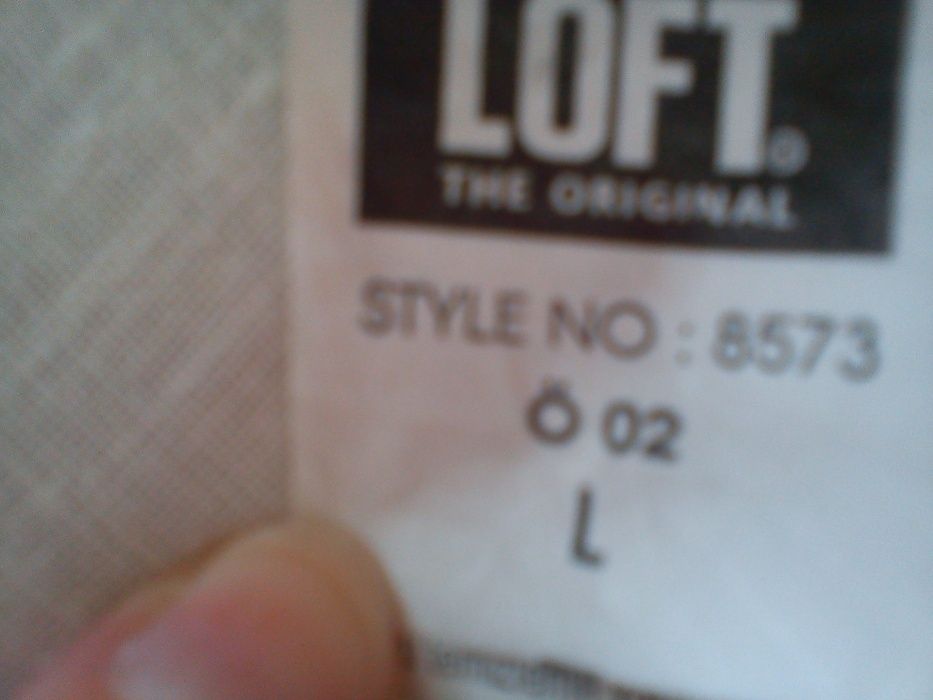 LOFT
THE ORIGINAL
STYLE NO : 8573
Ö 02
L